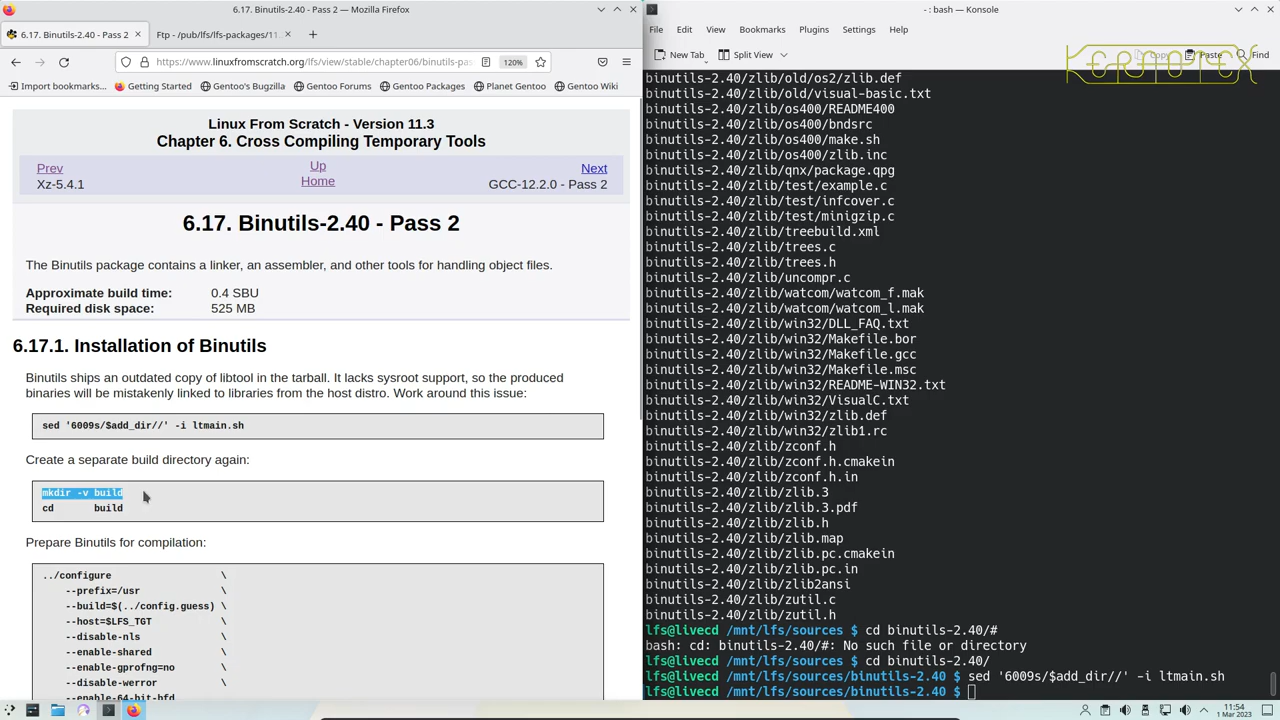 6.17. Binutils-2.40 - Pass 2 — Mozilla Firefox
6.17. Binutils-2.40 - Pass 2
Ftp - /pub/lfs/lfs-packages/11.
https://www.linuxfromscratch.org/lfs/view/stable/chapter06/binutils-pas
120%
Import bookmarks...
Getting Started
Gentoo's Bugzilla
Gentoo Forums
Gentoo Packages
Planet Gentoo
Gentoo Wiki
Linux From Scratch - Version 11.3
Chapter 6. Cross Compiling Temporary Tools
Prev
Up
Next
Xz-5.4.1
Home
GCC-12.2.0 - Pass 2
6.17. Binutils-2.40 - Pass 2
The Binutils package contains a linker, an assembler, and other tools for handling object files.
Approximate build time: 0.4 SBU
Required disk space: 525 MB
6.17.1. Installation of Binutils
Binutils ships an outdated copy of libtool in the tarball. It lacks sysroot support, so the produced
binaries will be mistakenly linked to libraries from the host distro. Work around this issue:
sed '6009s/$add_dir//' -i ltmain.sh
Create a separate build directory again:
mkdir -v build
cd       build
Prepare Binutils for compilation:
../configure                   \
    --prefix=/usr              \
    --build=$(../config.guess) \
    --host=$LFS_TGT            \
    --disable-nls              \
    --enable-shared            \
    --enable-gprofng=no        \
    --disable-werror           \
    --enable-64-bit-bfd
- : bash — Konsole
File Edit View Bookmarks Plugins Settings Help
New Tab
Split View
Copy
Paste
Find
KERNOTEX
binutils-2.40/zlib/old/os2/zlib.def
binutils-2.40/zlib/old/visual-basic.txt
binutils-2.40/zlib/os400/README400
binutils-2.40/zlib/os400/bndsrc
binutils-2.40/zlib/os400/make.sh
binutils-2.40/zlib/os400/zlib.inc
binutils-2.40/zlib/qnx/package.qpg
binutils-2.40/zlib/test/example.c
binutils-2.40/zlib/test/infcover.c
binutils-2.40/zlib/test/minigzip.c
binutils-2.40/zlib/treebuild.xml
binutils-2.40/zlib/trees.c
binutils-2.40/zlib/trees.h
binutils-2.40/zlib/uncompr.c
binutils-2.40/zlib/watcom/watcom_f.mak
binutils-2.40/zlib/watcom/watcom_l.mak
binutils-2.40/zlib/win32/DLL_FAQ.txt
binutils-2.40/zlib/win32/Makefile.bor
binutils-2.40/zlib/win32/Makefile.gcc
binutils-2.40/zlib/win32/Makefile.msc
binutils-2.40/zlib/win32/README-WIN32.txt
binutils-2.40/zlib/win32/VisualC.txt
binutils-2.40/zlib/win32/zlib.def
binutils-2.40/zlib/win32/zlib1.rc
binutils-2.40/zlib/zconf.h
binutils-2.40/zlib/zconf.h.cmakein
binutils-2.40/zlib/zconf.h.in
binutils-2.40/zlib/zlib.3
binutils-2.40/zlib/zlib.3.pdf
binutils-2.40/zlib/zlib.h
binutils-2.40/zlib/zlib.map
binutils-2.40/zlib/zlib.pc.cmakein
binutils-2.40/zlib/zlib.pc.in
binutils-2.40/zlib/zlib2ansi
binutils-2.40/zlib/zutil.c
binutils-2.40/zlib/zutil.h
lfs@livecd /mnt/lfs/sources $ cd binutils-2.40/#
bash: cd: binutils-2.40/#: No such file or directory
lfs@livecd /mnt/lfs/sources $ cd binutils-2.40/
lfs@livecd /mnt/lfs/sources/binutils-2.40 $ sed '6009s/$add_dir//' -i ltmain.sh
lfs@livecd /mnt/lfs/sources/binutils-2.40 $
11:54
1 Mar 2023